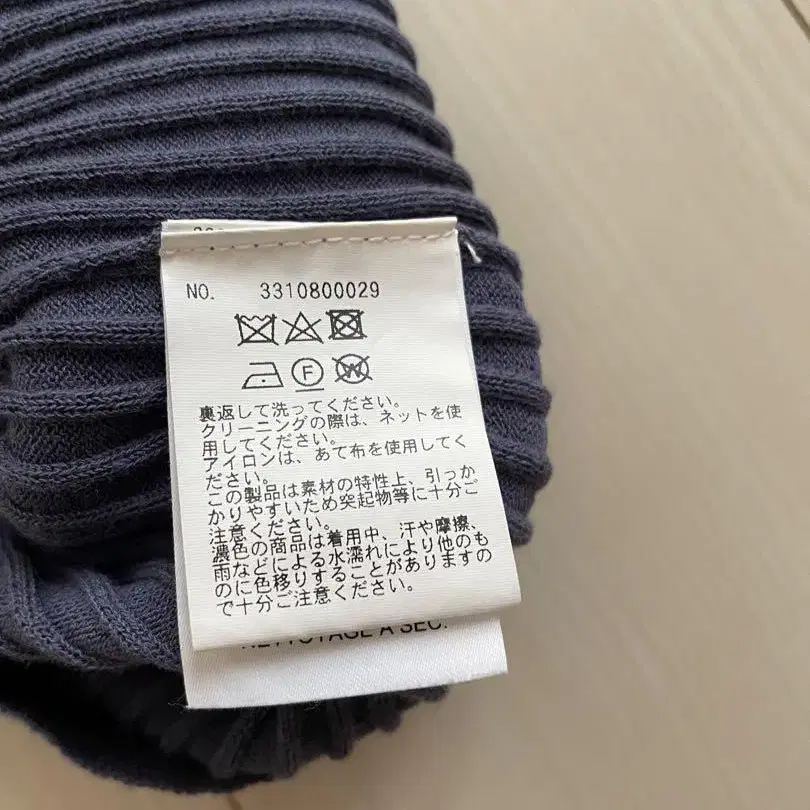 NO. 3310800029
F W
裏返して洗ってください。
クリーニングの際は、ネットを使
用してください。
アイロンは、あて布を使用してく
ださい。
この製品は素材の特性上、引っか
かりやすいため突起物等に十分ご
注意ください。
濃色の商品は着用中、汗や摩擦、
雨などによる水濡れにより他のも
のに色移りすることがありますの
で十分ご注意ください。
NETTOYAGE A SEC.